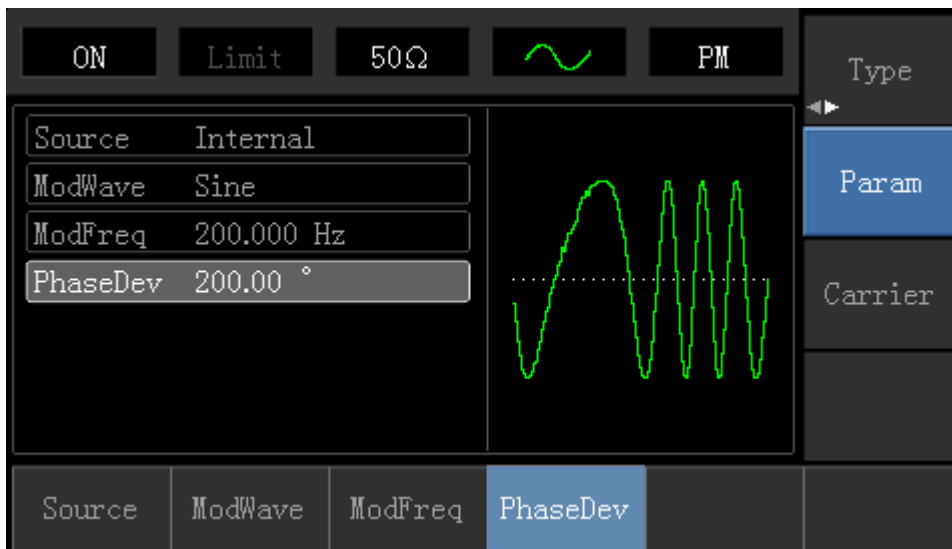 ON Limit 50Ω PM
Type
Source Internal
ModWave Sine
ModFreq 200.000 Hz
PhaseDev 200.00 °
Param
Carrier
Source ModWave ModFreq PhaseDev